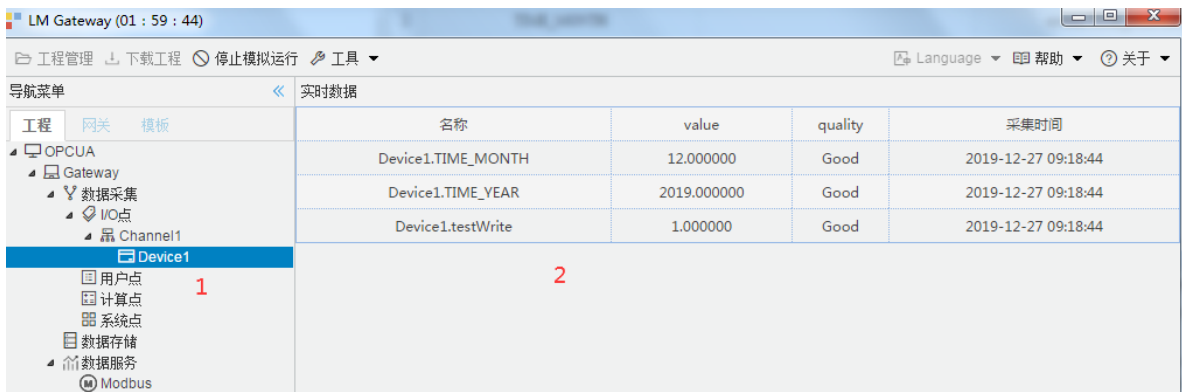 LM Gateway (01 : 59 : 44)
工程管理 下载工程 停止模拟运行 工具 Language 帮助 关于
导航菜单
工程 网关 模板
OPCUA
Gateway
数据采集
I/O点
Channel1
Device1
用户点
计算点
系统点
数据存储
数据服务
Modbus
1
实时数据
名称 value quality 采集时间
Device1.TIME_MONTH 12.000000 Good 2019-12-27 09:18:44
Device1.TIME_YEAR 2019.000000 Good 2019-12-27 09:18:44
Device1.testWrite 1.000000 Good 2019-12-27 09:18:44
2